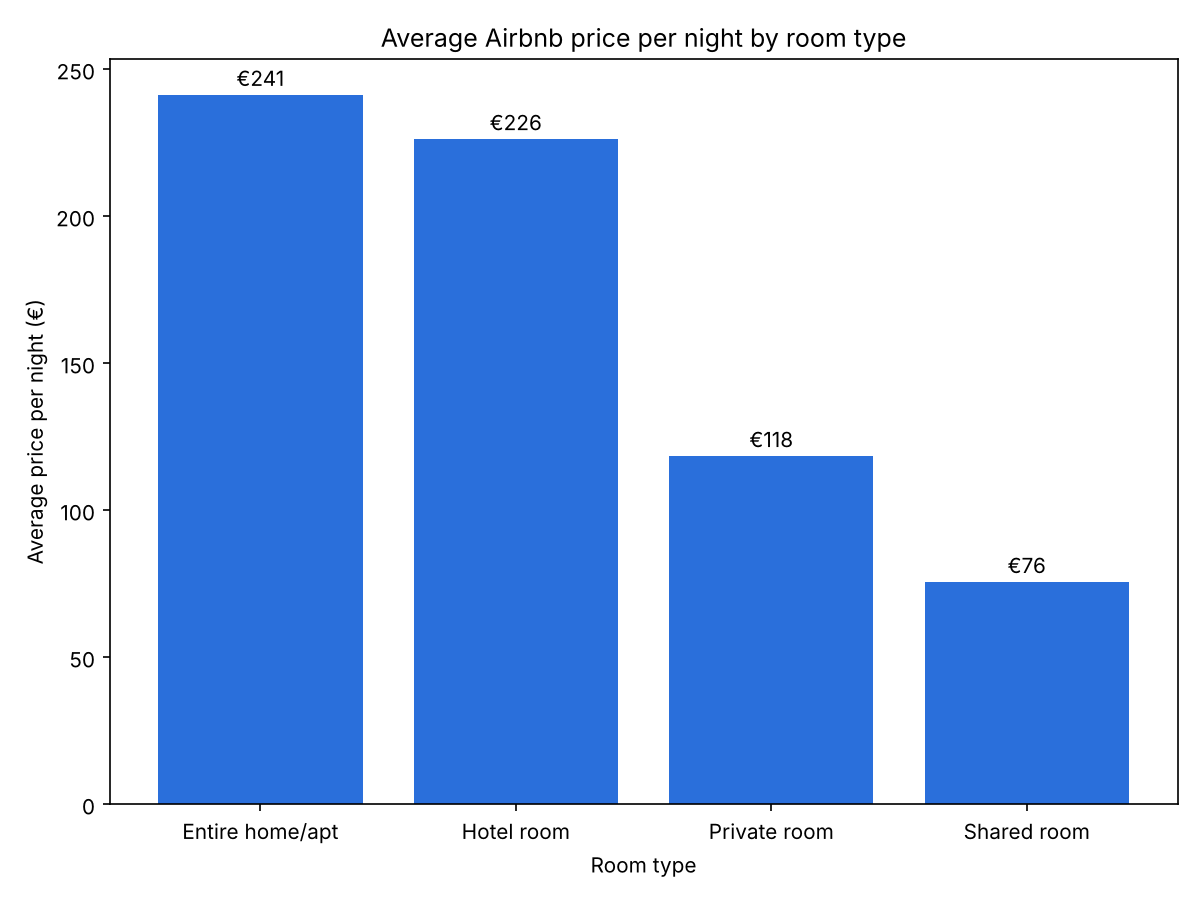 Average Airbnb price per night by room type
Average price per night (€)
250
200
150
100
50
0
€241
€226
€118
€76
Entire home/apt
Hotel room
Private room
Shared room
Room type